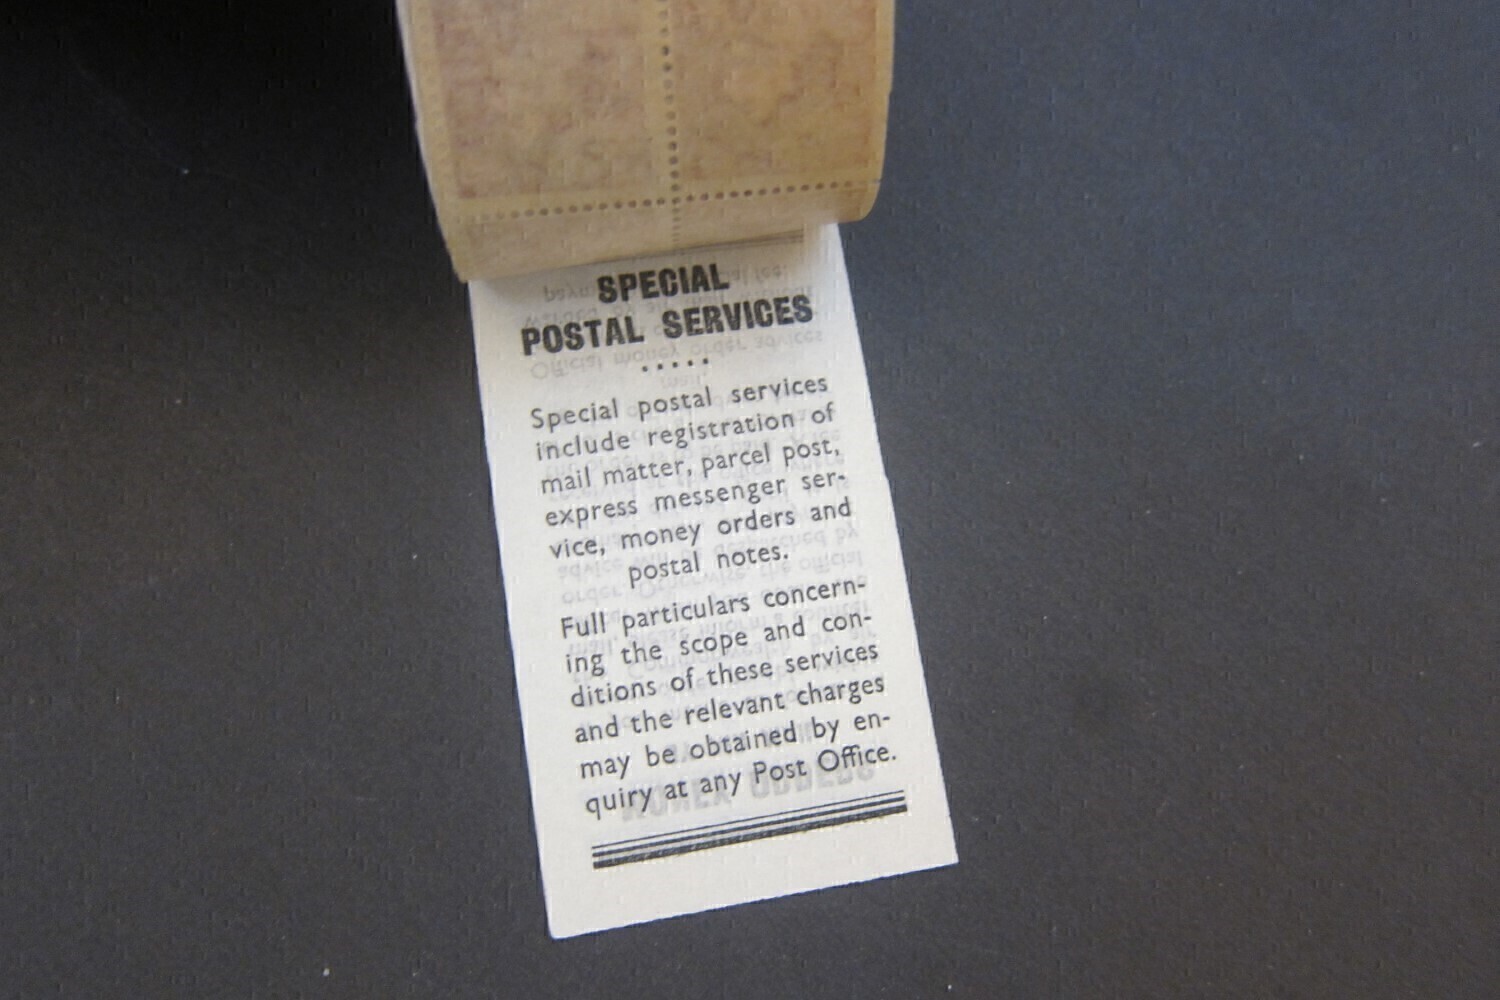 SPECIAL
POSTAL SERVICES
.....
Special postal services
include registration of
mail matter, parcel post,
express messenger ser-
vice, money orders and
postal notes.
Full particulars concern-
ing the scope and con-
ditions of these services
and the relevant charges
may be obtained by en-
quiry at any Post Office.